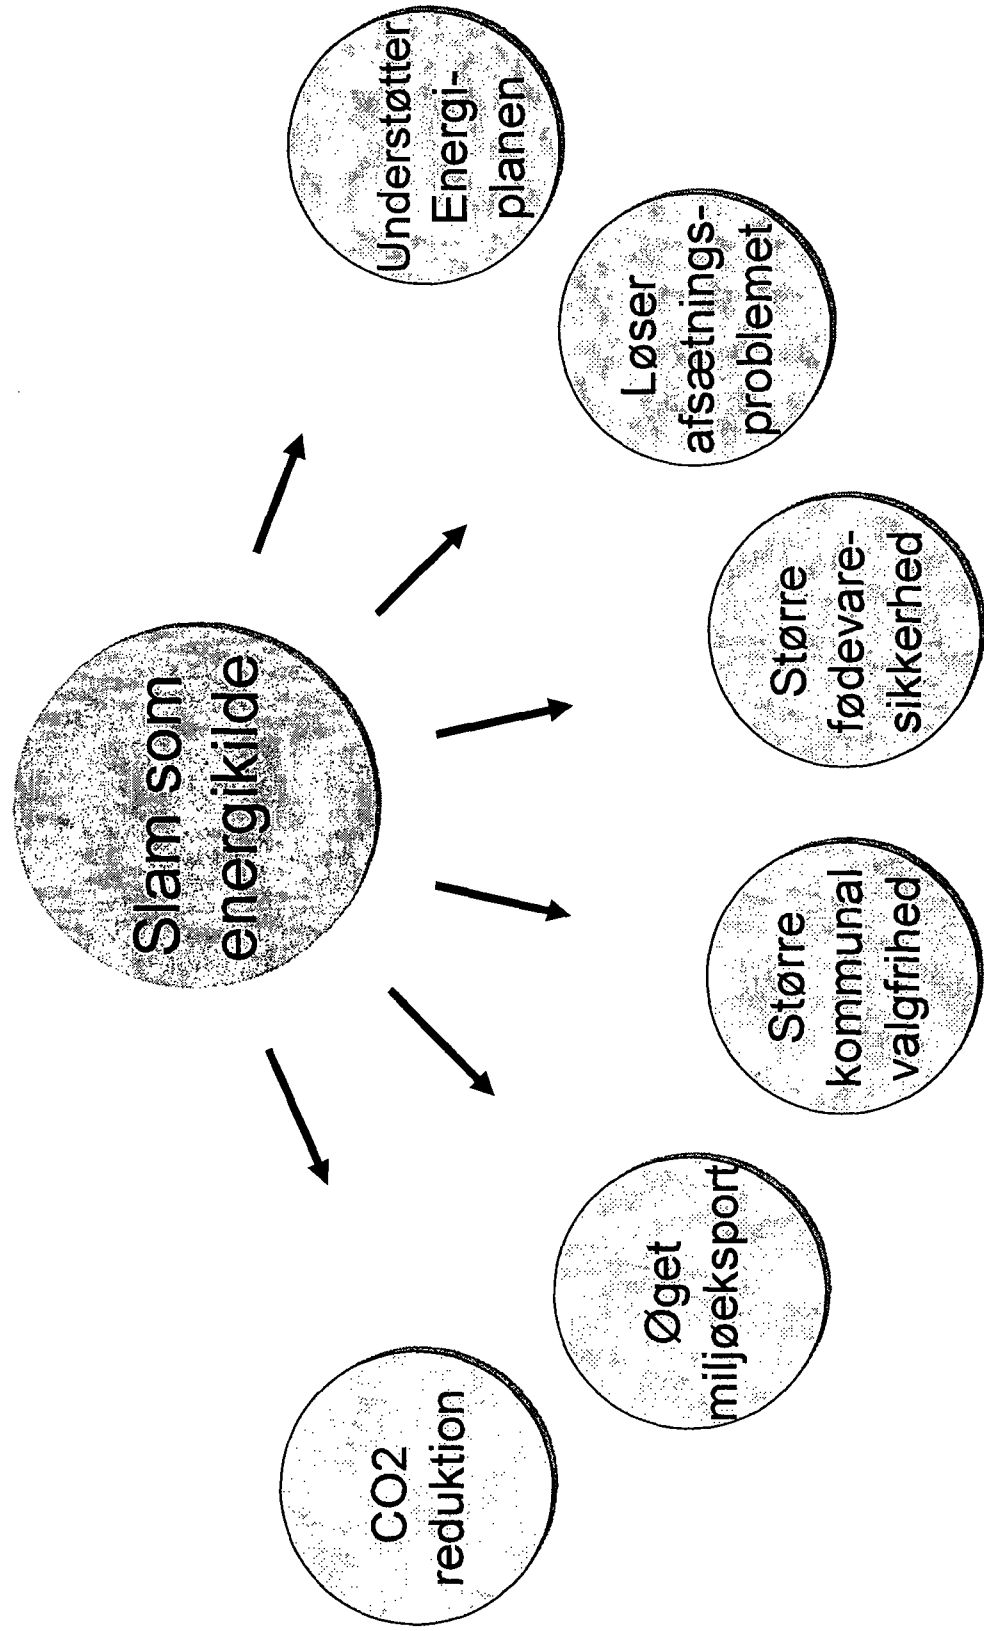 Slam som
energikilde
CO2
reduktion
Øget
miljøeksport
Større
kommunal
valgfrihed
Større
fødevare-
sikkerhed
Løser
afsætnings-
problemet
Understøtter
Energi-
planen